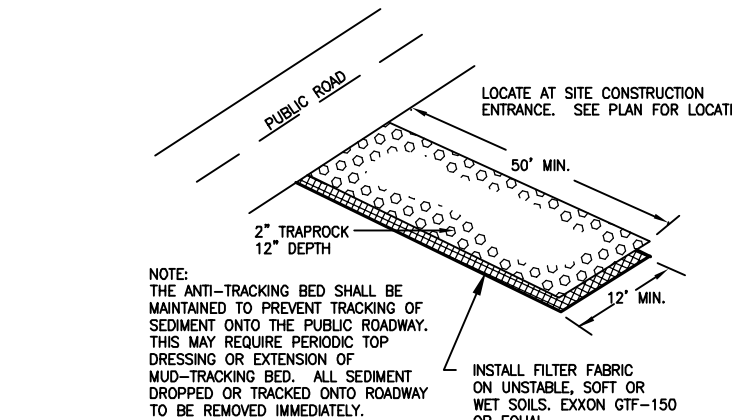 PUBLIC ROAD
LOCATE AT SITE CONSTRUCTION
ENTRANCE. SEE PLAN FOR
50' MIN.
2" TRAPROCK
12" DEPTH
12' MIN.
NOTE:
THE ANTI-TRACKING BED SHALL BE
MAINTAINED TO PREVENT TRACKING OF
SEDIMENT ONTO THE PUBLIC ROADWAY.
THIS MAY REQUIRE PERIODIC TOP
DRESSING OR EXTENSION OF
MUD-TRACKING BED. ALL SEDIMENT
DROPPED OR TRACKED ONTO ROADWAY
TO BE REMOVED IMMEDIATELY.
INSTALL FILTER FABRIC
ON UNSTABLE, SOFT OR
WET SOILS. EXXON GTF-150
OR EQUAL